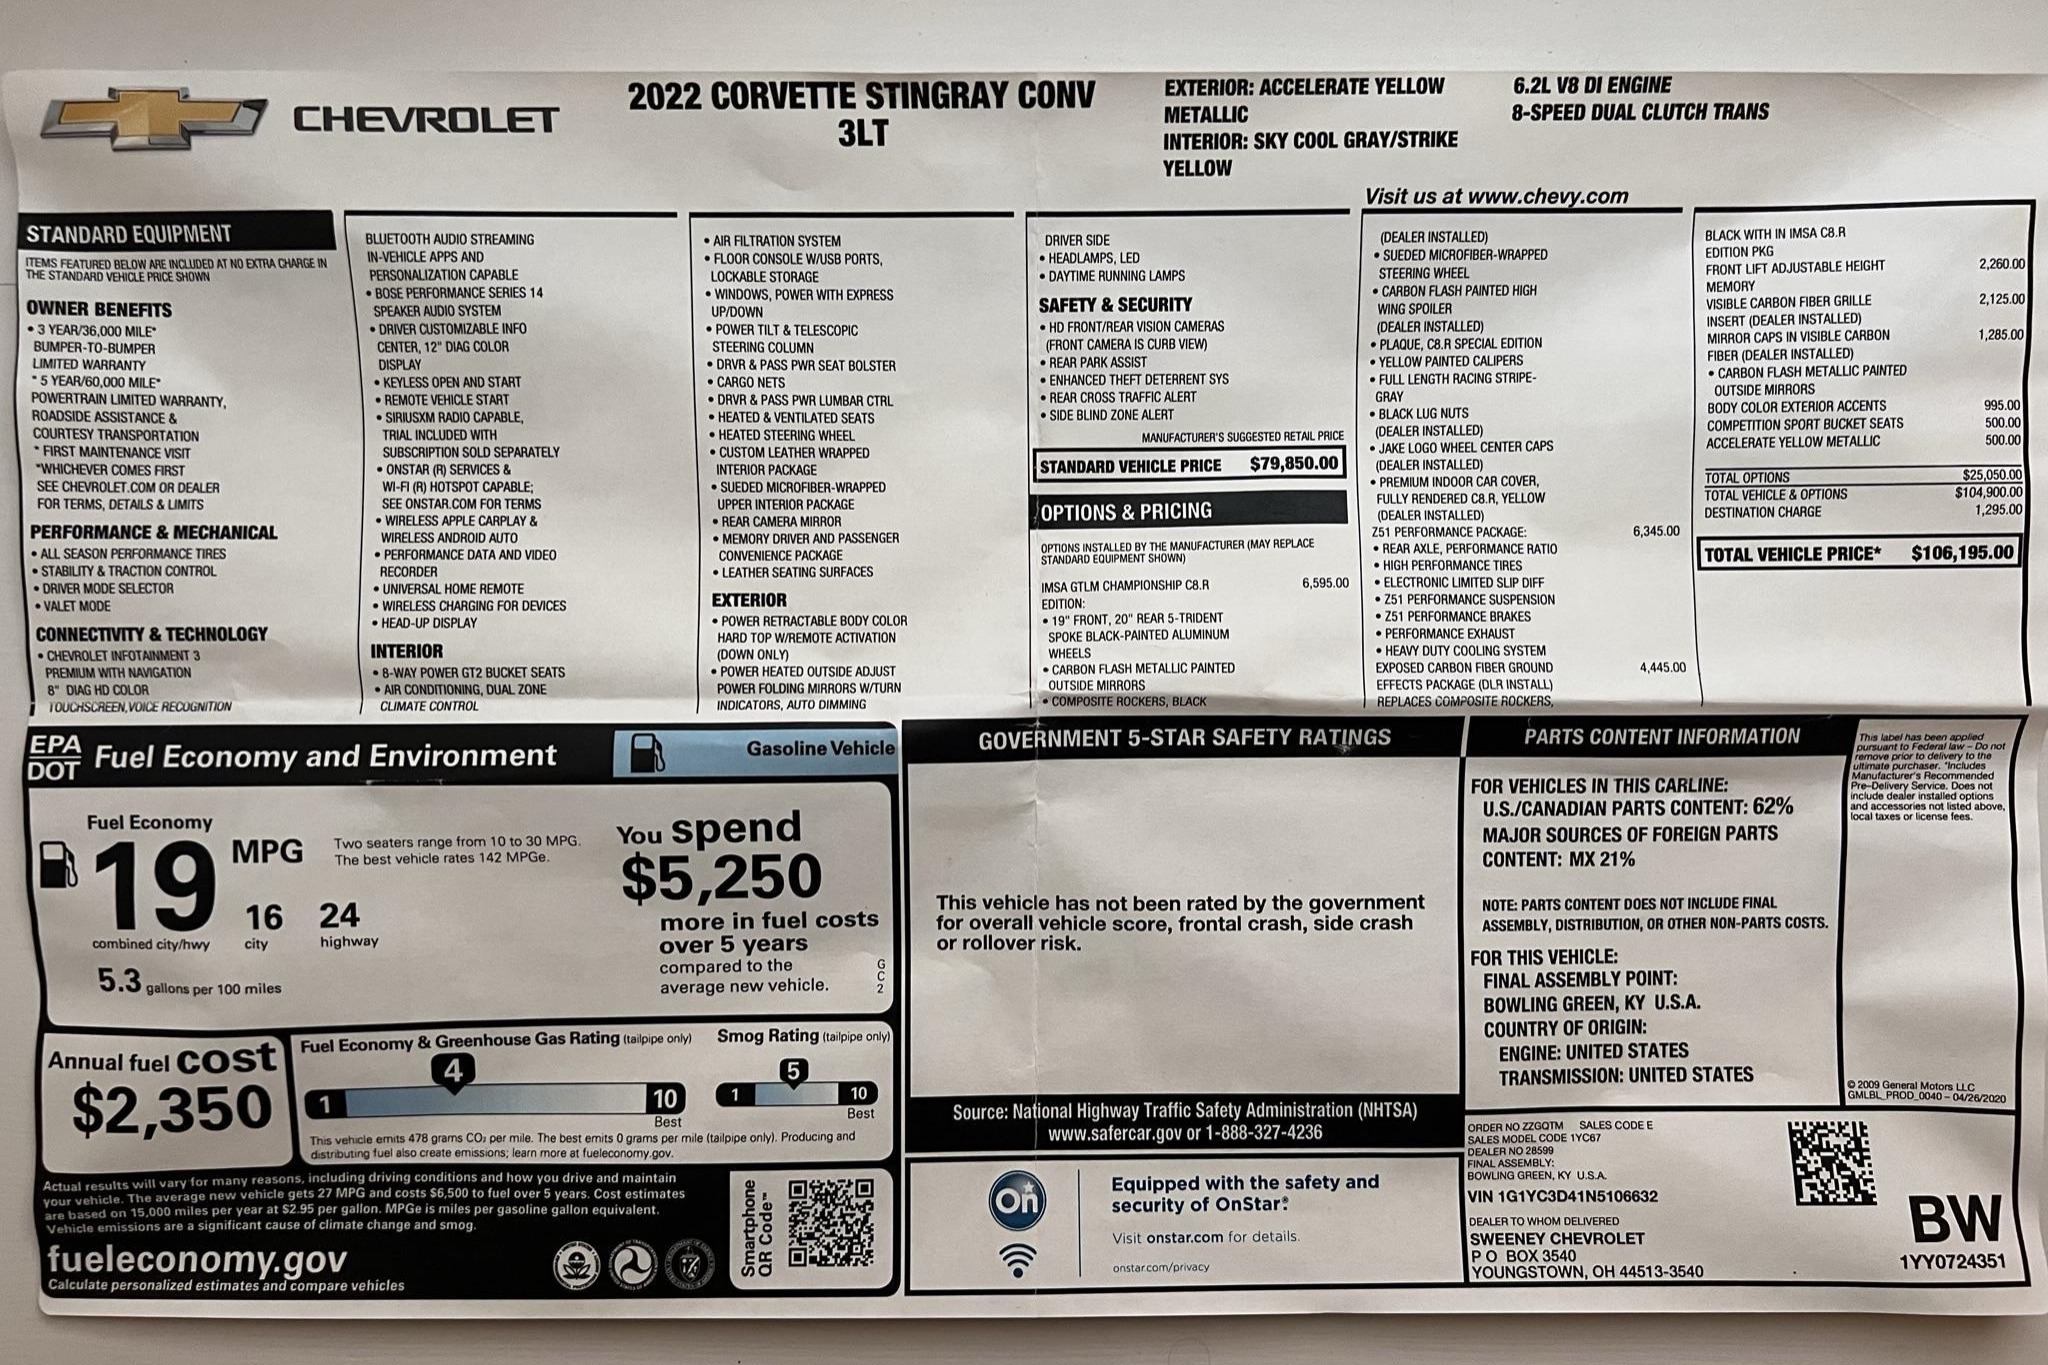 CHEVROLET
2022 CORVETTE STINGRAY CONV
3LT
EXTERIOR: ACCELERATE YELLOW
METALLIC
INTERIOR: SKY COOL GRAY/STRIKE
YELLOW
6.2L V8 DI ENGINE
8-SPEED DUAL CLUTCH TRANS
Visit us at www.chevy.com
STANDARD EQUIPMENT
ITEMS FEATURED BELOW ARE INCLUDED AT NO EXTRA CHARGE IN
THE STANDARD VEHICLE PRICE SHOWN
OWNER BENEFITS
• 3 YEAR/36,000 MILE*
BUMPER-TO-BUMPER
LIMITED WARRANTY
* 5 YEAR/60,000 MILE*
POWERTRAIN LIMITED WARRANTY,
ROADSIDE ASSISTANCE &
COURTESY TRANSPORTATION
* FIRST MAINTENANCE VISIT
*WHICHEVER COMES FIRST
SEE CHEVROLET.COM OR DEALER
FOR TERMS, DETAILS & LIMITS
PERFORMANCE & MECHANICAL
• ALL SEASON PERFORMANCE TIRES
• STABILITY & TRACTION CONTROL
• DRIVER MODE SELECTOR
• VALET MODE
CONNECTIVITY & TECHNOLOGY
• CHEVROLET INFOTAINMENT 3
PREMIUM WITH NAVIGATION
8" DIAG HD COLOR
TOUCHSCREEN,VOICE RECOGNITION
BLUETOOTH AUDIO STREAMING
IN-VEHICLE APPS AND
PERSONALIZATION CAPABLE
• BOSE PERFORMANCE SERIES 14
SPEAKER AUDIO SYSTEM
• DRIVER CUSTOMIZABLE INFO
CENTER, 12" DIAG COLOR
DISPLAY
• KEYLESS OPEN AND START
• REMOTE VEHICLE START
• SIRIUSXM RADIO CAPABLE,
TRIAL INCLUDED WITH
SUBSCRIPTION SOLD SEPARATELY
• ONSTAR (R) SERVICES &
WI-FI (R) HOTSPOT CAPABLE;
SEE ONSTAR.COM FOR TERMS
• WIRELESS APPLE CARPLAY &
WIRELESS ANDROID AUTO
• PERFORMANCE DATA AND VIDEO
RECORDER
• UNIVERSAL HOME REMOTE
• WIRELESS CHARGING FOR DEVICES
• HEAD-UP DISPLAY
INTERIOR
• 8-WAY POWER GT2 BUCKET SEATS
• AIR CONDITIONING, DUAL ZONE
CLIMATE CONTROL
• AIR FILTRATION SYSTEM
• FLOOR CONSOLE W/USB PORTS,
LOCKABLE STORAGE
• WINDOWS, POWER WITH EXPRESS
UP/DOWN
• POWER TILT & TELESCOPIC
STEERING COLUMN
• DRVR & PASS PWR SEAT BOLSTER
• CARGO NETS
• DRVR & PASS PWR LUMBAR CTRL
• HEATED & VENTILATED SEATS
• HEATED STEERING WHEEL
• CUSTOM LEATHER WRAPPED
INTERIOR PACKAGE
• SUEDED MICROFIBER-WRAPPED
UPPER INTERIOR PACKAGE
• REAR CAMERA MIRROR
• MEMORY DRIVER AND PASSENGER
CONVENIENCE PACKAGE
• LEATHER SEATING SURFACES
EXTERIOR
• POWER RETRACTABLE BODY COLOR
HARD TOP W/REMOTE ACTIVATION
(DOWN ONLY)
• POWER HEATED OUTSIDE ADJUST
POWER FOLDING MIRRORS W/TURN
INDICATORS, AUTO DIMMING
DRIVER SIDE
• HEADLAMPS, LED
• DAYTIME RUNNING LAMPS
SAFETY & SECURITY
• HD FRONT/REAR VISION CAMERAS
(FRONT CAMERA IS CURB VIEW)
• REAR PARK ASSIST
• ENHANCED THEFT DETERRENT SYS
• REAR CROSS TRAFFIC ALERT
• SIDE BLIND ZONE ALERT
MANUFACTURER'S SUGGESTED RETAIL PRICE
STANDARD VEHICLE PRICE $79,850.00
OPTIONS & PRICING
OPTIONS INSTALLED BY THE MANUFACTURER (MAY REPLACE
STANDARD EQUIPMENT SHOWN)
IMSA GTLM CHAMPIONSHIP C8.R 6,595.00
EDITION:
• 19" FRONT, 20" REAR 5-TRIDENT
SPOKE BLACK-PAINTED ALUMINUM
WHEELS
• CARBON FLASH METALLIC PAINTED
OUTSIDE MIRRORS
• COMPOSITE ROCKERS, BLACK
(DEALER INSTALLED)
• SUEDED MICROFIBER-WRAPPED
STEERING WHEEL
• CARBON FLASH PAINTED HIGH
WING SPOILER
(DEALER INSTALLED)
• PLAQUE, C8.R SPECIAL EDITION
• YELLOW PAINTED CALIPERS
• FULL LENGTH RACING STRIPE-
GRAY
• BLACK LUG NUTS
(DEALER INSTALLED)
• JAKE LOGO WHEEL CENTER CAPS
(DEALER INSTALLED)
• PREMIUM INDOOR CAR COVER,
FULLY RENDERED C8.R, YELLOW
(DEALER INSTALLED)
Z51 PERFORMANCE PACKAGE: 6,345.00
• REAR AXLE, PERFORMANCE RATIO
• HIGH PERFORMANCE TIRES
• ELECTRONIC LIMITED SLIP DIFF
• Z51 PERFORMANCE SUSPENSION
• Z51 PERFORMANCE BRAKES
• PERFORMANCE EXHAUST
• HEAVY DUTY COOLING SYSTEM
EXPOSED CARBON FIBER GROUND 4,445.00
EFFECTS PACKAGE (DLR INSTALL)
REPLACES COMPOSITE ROCKERS,
BLACK WITH IN IMSA C8.R
EDITION PKG
FRONT LIFT ADJUSTABLE HEIGHT 2,260.00
MEMORY
VISIBLE CARBON FIBER GRILLE 2,125.00
INSERT (DEALER INSTALLED)
MIRROR CAPS IN VISIBLE CARBON 1,285.00
FIBER (DEALER INSTALLED)
• CARBON FLASH METALLIC PAINTED
OUTSIDE MIRRORS
BODY COLOR EXTERIOR ACCENTS 995.00
COMPETITION SPORT BUCKET SEATS 500.00
ACCELERATE YELLOW METALLIC 500.00
TOTAL OPTIONS $25,050.00
TOTAL VEHICLE & OPTIONS $104,900.00
DESTINATION CHARGE 1,295.00
TOTAL VEHICLE PRICE* $106,195.00
EPA
DOT
Fuel Economy and Environment
Gasoline Vehicle
Fuel Economy
19 MPG
combined city/hwy
16
city
24
highway
5.3 gallons per 100 miles
Two seaters range from 10 to 30 MPG.
The best vehicle rates 142 MPGe.
You spend
$5,250
more in fuel costs
over 5 years
compared to the
average new vehicle.
GC2
Annual fuel cost
$2,350
Fuel Economy & Greenhouse Gas Rating (tailpipe only)
4
1
10
Best
Smog Rating (tailpipe only)
5
1
10
Best
This vehicle emits 478 grams CO₂ per mile. The best emits 0 grams per mile (tailpipe only). Producing and
distributing fuel also create emissions; learn more at fueleconomy.gov.
Actual results will vary for many reasons, including driving conditions and how you drive and maintain
your vehicle. The average new vehicle gets 27 MPG and costs $6,500 to fuel over 5 years. Cost estimates
are based on 15,000 miles per year at $2.95 per gallon. MPGe is miles per gasoline gallon equivalent.
Vehicle emissions are a significant cause of climate change and smog.
fueleconomy.gov
Calculate personalized estimates and compare vehicles
Smartphone
QR Code™
GOVERNMENT 5-STAR SAFETY RATINGS
This vehicle has not been rated by the government
for overall vehicle score, frontal crash, side crash
or rollover risk.
Source: National Highway Traffic Safety Administration (NHTSA)
www.safercar.gov or 1-888-327-4236
On
Equipped with the safety and
security of OnStar.®
Visit onstar.com for details.
onstar.com/privacy
PARTS CONTENT INFORMATION
FOR VEHICLES IN THIS CARLINE:
U.S./CANADIAN PARTS CONTENT: 62%
MAJOR SOURCES OF FOREIGN PARTS
CONTENT: MX 21%
NOTE: PARTS CONTENT DOES NOT INCLUDE FINAL
ASSEMBLY, DISTRIBUTION, OR OTHER NON-PARTS COSTS.
FOR THIS VEHICLE:
FINAL ASSEMBLY POINT:
BOWLING GREEN, KY U.S.A.
COUNTRY OF ORIGIN:
ENGINE: UNITED STATES
TRANSMISSION: UNITED STATES
This label has been applied
pursuant to Federal law – Do not
remove prior to delivery to the
ultimate purchaser. *Includes
Manufacturer's Recommended
Pre-Delivery Service. Does not
include dealer installed options
and accessories not listed above,
local taxes or license fees.
© 2009 General Motors LLC
GMLBL_PROD_0040 – 04/26/2020
ORDER NO ZZGQTM SALES CODE E
SALES MODEL CODE 1YC67
DEALER NO 28599
FINAL ASSEMBLY:
BOWLING GREEN, KY U.S.A.
VIN 1G1YC3D41N5106632
DEALER TO WHOM DELIVERED
SWEENEY CHEVROLET
P O BOX 3540
YOUNGSTOWN, OH 44513-3540
BW
1YY0724351